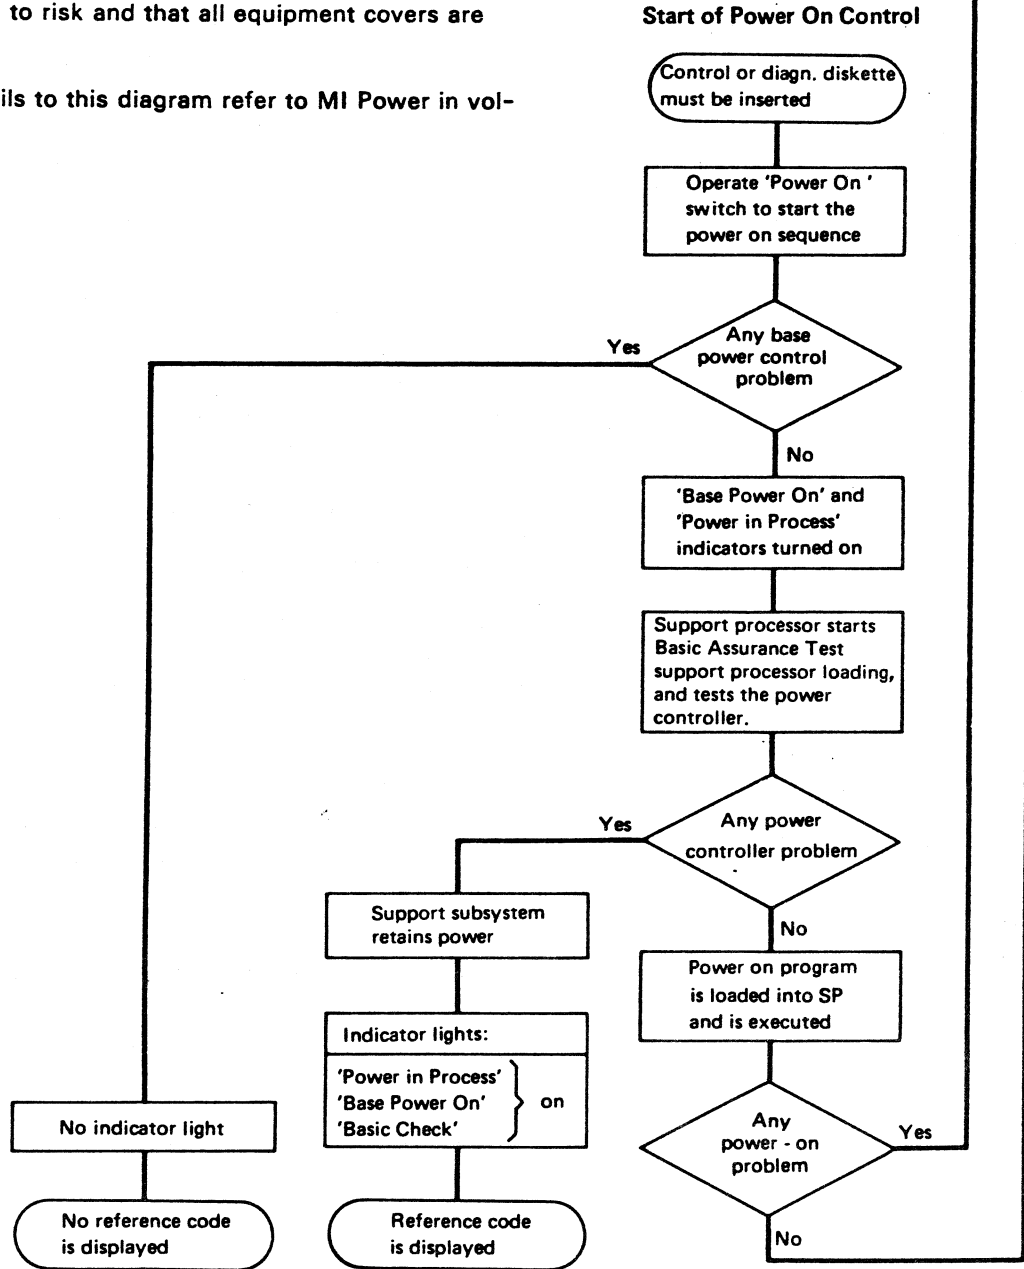 to risk and that all equipment covers are
ils to this diagram refer to MI Power in vol-
Start of Power On Control
Control or diagn. diskette
must be inserted
Operate 'Power On'
switch to start the
power on sequence
Any base
power control
problem
Yes
No
'Base Power On' and
'Power in Process'
indicators turned on
Support processor starts
Basic Assurance Test
support processor loading,
and tests the power
controller.
Any power
controller problem
Yes
No
Support subsystem
retains power
Indicator lights:
'Power in Process'
'Base Power On'
'Basic Check'
on
Reference code
is displayed
No indicator light
No reference code
is displayed
Power on program
is loaded into SP
and is executed
Any
power - on
problem
Yes
No